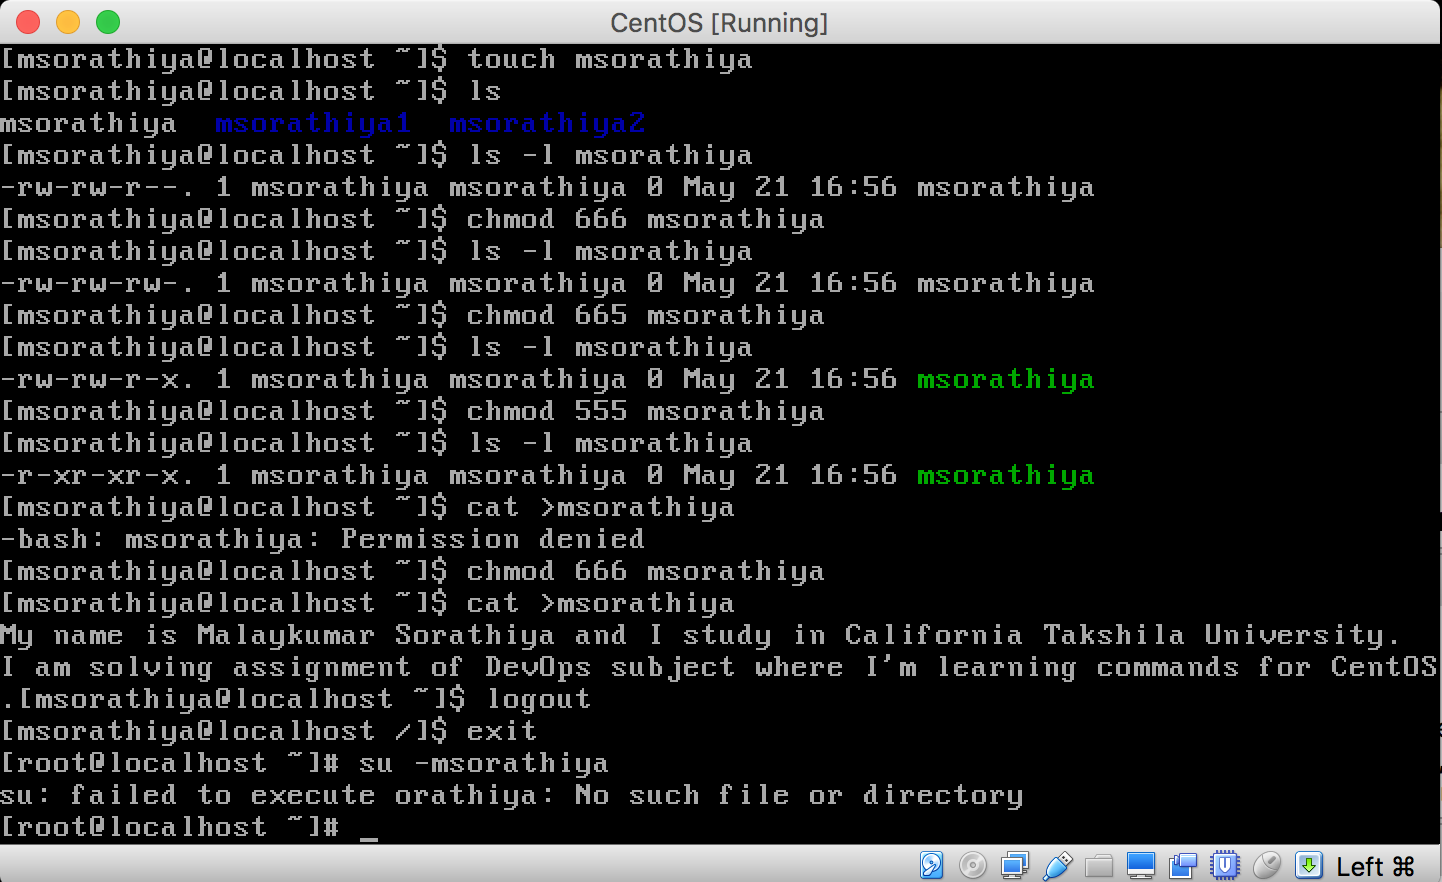 CentOS [Running]
[msorathiya@localhost ~]$ touch msorathiya
[msorathiya@localhost ~]$ ls
msorathiya  msorathiya1  msorathiya2
[msorathiya@localhost ~]$ ls -l msorathiya
-rw-rw-r--. 1 msorathiya msorathiya 0 May 21 16:56 msorathiya
[msorathiya@localhost ~]$ chmod 666 msorathiya
[msorathiya@localhost ~]$ ls -l msorathiya
-rw-rw-rw-. 1 msorathiya msorathiya 0 May 21 16:56 msorathiya
[msorathiya@localhost ~]$ chmod 665 msorathiya
[msorathiya@localhost ~]$ ls -l msorathiya
-rw-rw-r-x. 1 msorathiya msorathiya 0 May 21 16:56 msorathiya
[msorathiya@localhost ~]$ chmod 555 msorathiya
[msorathiya@localhost ~]$ ls -l msorathiya
-r-xr-xr-x. 1 msorathiya msorathiya 0 May 21 16:56 msorathiya
[msorathiya@localhost ~]$ cat >msorathiya
-bash: msorathiya: Permission denied
[msorathiya@localhost ~]$ chmod 666 msorathiya
[msorathiya@localhost ~]$ cat >msorathiya
My name is Malaykumar Sorathiya and I study in California Takshila University.
I am solving assignment of DevOps subject where I'm learning commands for CentOS
.[msorathiya@localhost ~]$ logout
[msorathiya@localhost /]$ exit
[root@localhost ~]# su -msorathiya
su: failed to execute orathiya: No such file or directory
[root@localhost ~]# _
Left ⌘